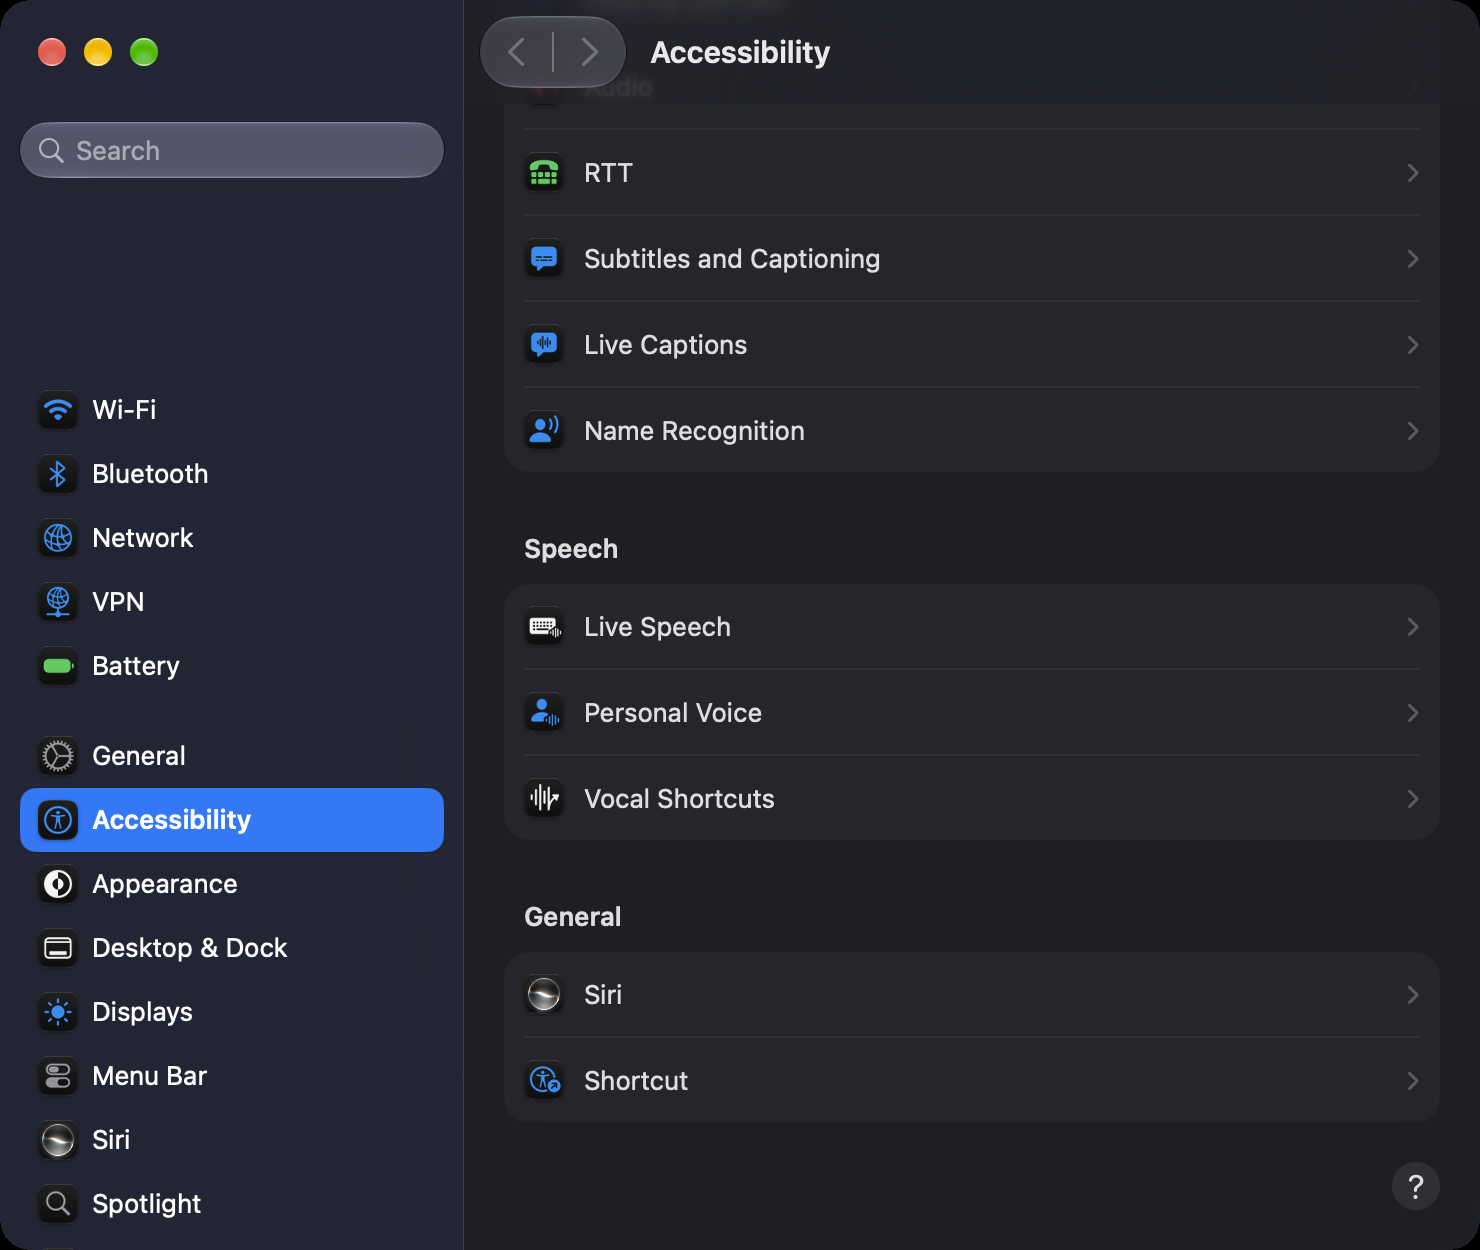 Search
Wi-Fi
Bluetooth
Network
VPN
Battery
General
Accessibility
Appearance
Desktop & Dock
Displays
Menu Bar
Siri
Spotlight
Accessibility
Audio
RTT
Subtitles and Captioning
Live Captions
Name Recognition
Speech
Live Speech
Personal Voice
Vocal Shortcuts
General
Siri
Shortcut
?